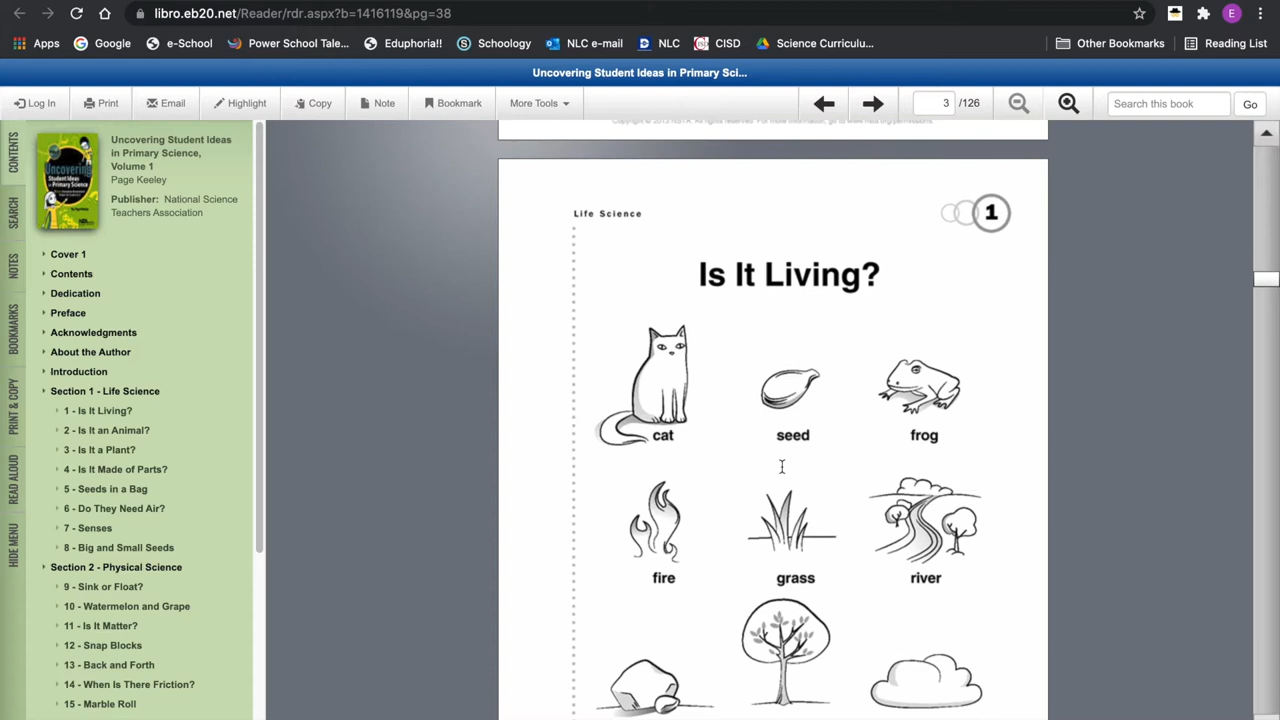 libro.eb20.net/Reader/rdr.aspx?b=1416119&pg=38
E
Apps Google e-School Power School Tale... Eduphoria!! Schoology NLC e-mail NLC CISD Science Curriculu... Other Bookmarks Reading List
Uncovering Student Ideas in Primary Sci...
Log In Print Email Highlight Copy Note Bookmark More Tools 3 /126 Search this book Go
CONTENTS
SEARCH
NOTES
BOOKMARKS
PRINT & COPY
READ ALOUD
HIDE MENU
Uncovering Student Ideas
in Primary Science,
Volume 1
Page Keeley
Publisher: National Science
Teachers Association
Cover 1
Contents
Dedication
Preface
Acknowledgments
About the Author
Introduction
Section 1 - Life Science
1 - Is It Living?
2 - Is It an Animal?
3 - Is It a Plant?
4 - Is It Made of Parts?
5 - Seeds in a Bag
6 - Do They Need Air?
7 - Senses
8 - Big and Small Seeds
Section 2 - Physical Science
9 - Sink or Float?
10 - Watermelon and Grape
11 - Is It Matter?
12 - Snap Blocks
13 - Back and Forth
14 - When Is There Friction?
15 - Marble Roll
Life Science
1
Is It Living?
cat seed frog
fire grass river